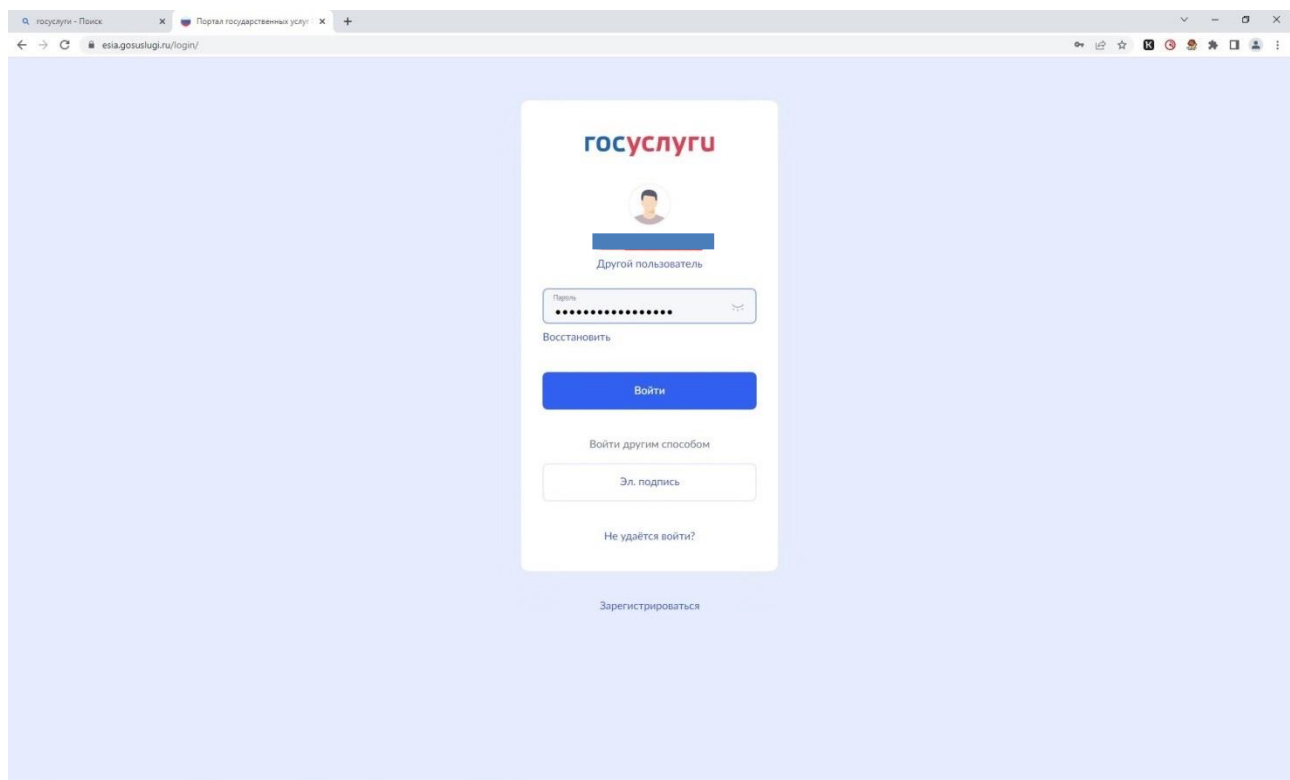 госуслуги - Поиск
Портал государственных услуг
esia.gosuslugi.ru/login/
госуслуги
Другой пользователь
Пароль
Восстановить
Войти
Войти другим способом
Эл. подпись
Не удаётся войти?
Зарегистрироваться